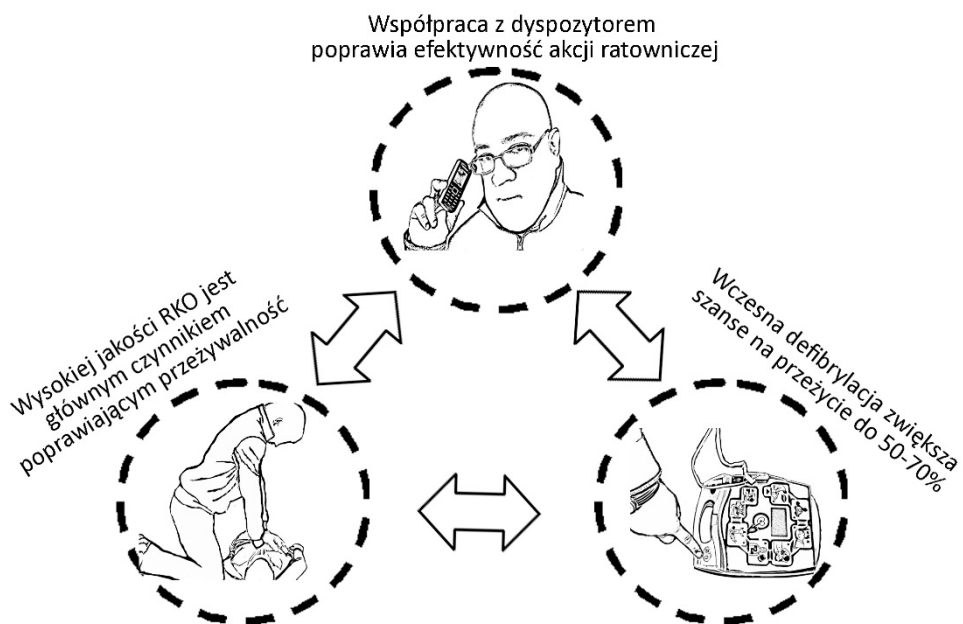 Współpraca z dyspozytorem
poprawia efektywność akcji ratowniczej
Wysokiej jakości RKO jest
głównym czynnikiem
poprawiającym przeżywalność
Wczesna defibrylacja zwiększa
szanse na przeżycie do 50-70%